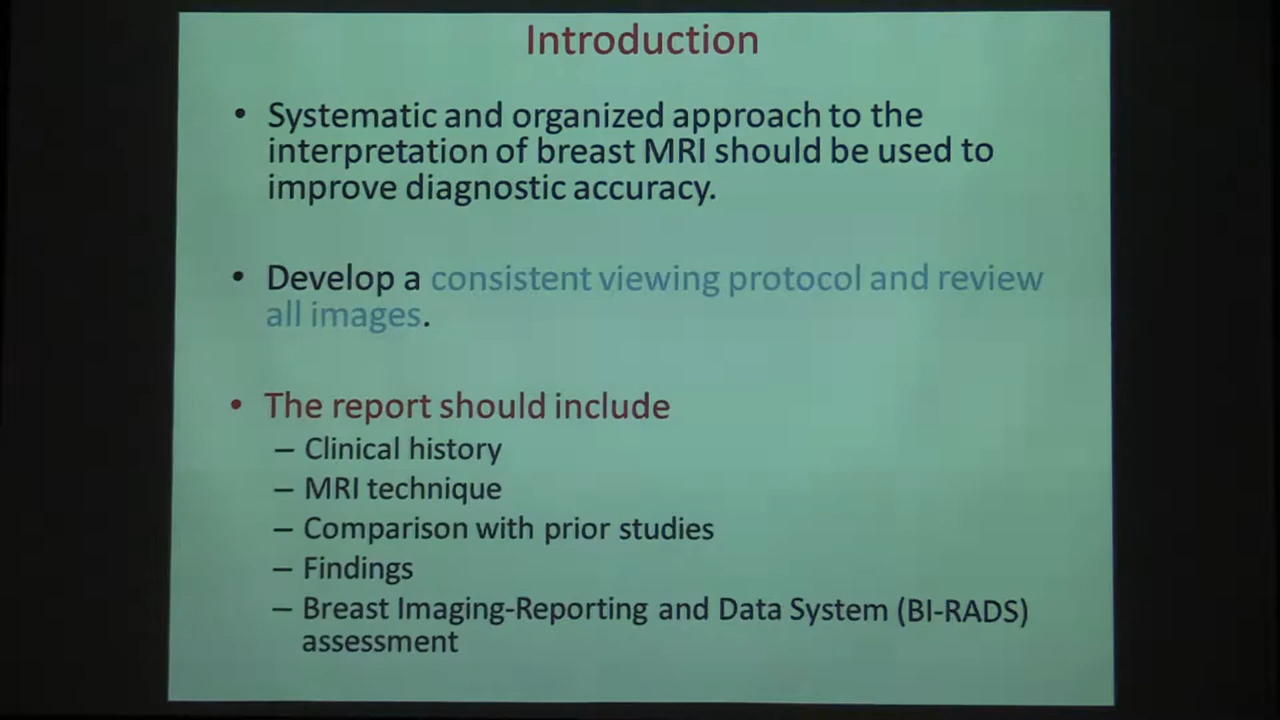 Introduction
• Systematic and organized approach to the
interpretation of breast MRI should be used to
improve diagnostic accuracy.
• Develop a consistent viewing protocol and review
all images.
• The report should include
– Clinical history
– MRI technique
– Comparison with prior studies
– Findings
– Breast Imaging-Reporting and Data System (BI-RADS)
assessment